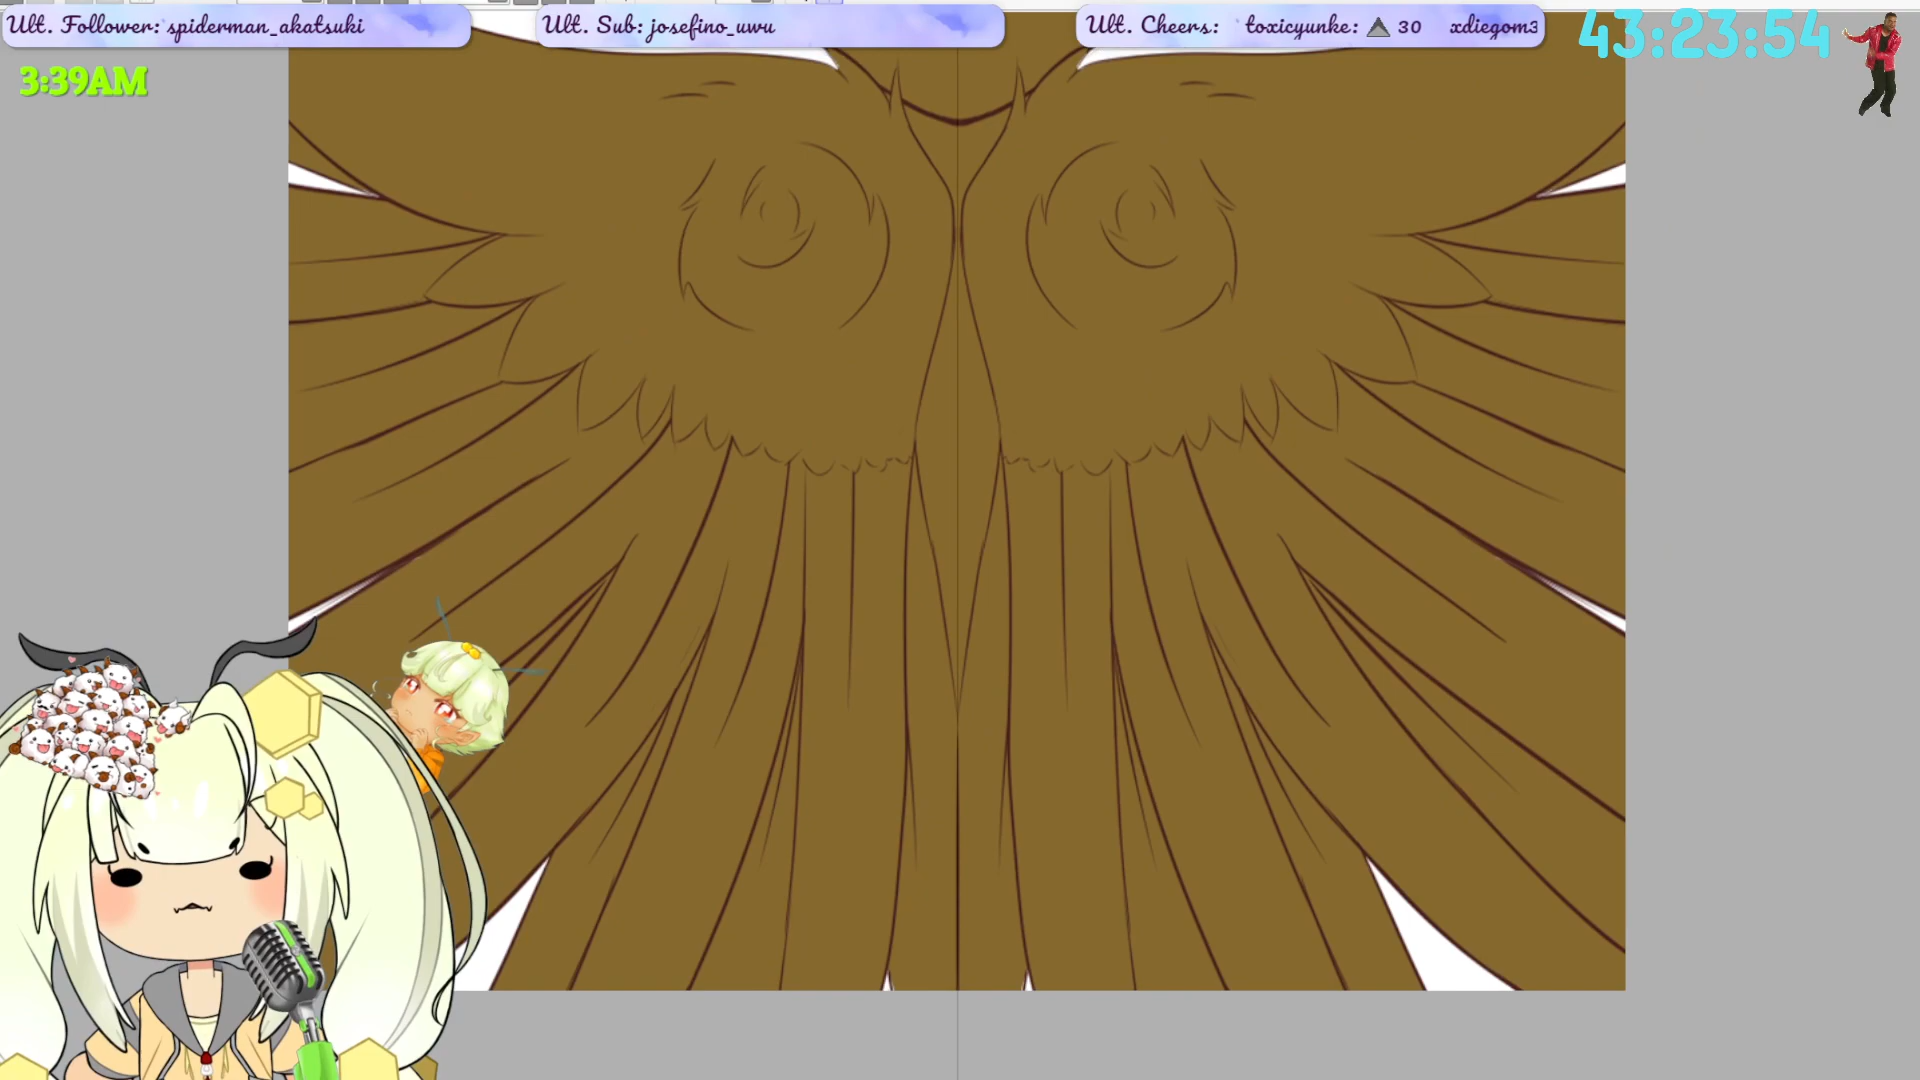 Ult. Follower: spiderman_akatsuki
Ult. Sub: josefino_uwu
Ult. Cheers: toxicyunke: 30 xdiegom3
43:23:54
3:39AM